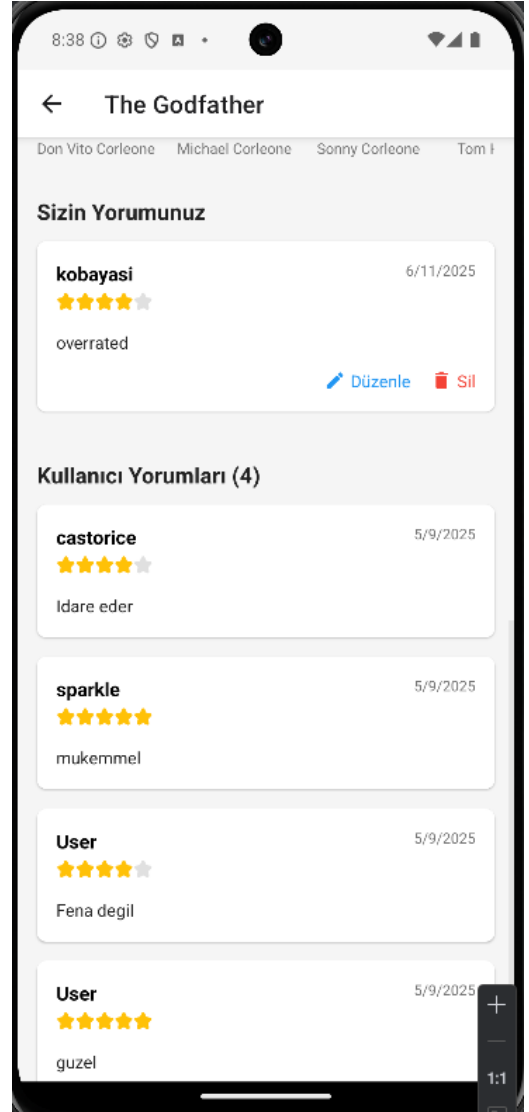 8:38
The Godfather
Don Vito Corleone Michael Corleone Sonny Corleone Tom
Sizin Yorumunuz
kobayasi 6/11/2025
overrated
Düzenle Sil
Kullanıcı Yorumları (4)
castorice 5/9/2025
Idare eder
sparkle 5/9/2025
mukemmel
User 5/9/2025
Fena degil
User 5/9/2025
guzel
1:1